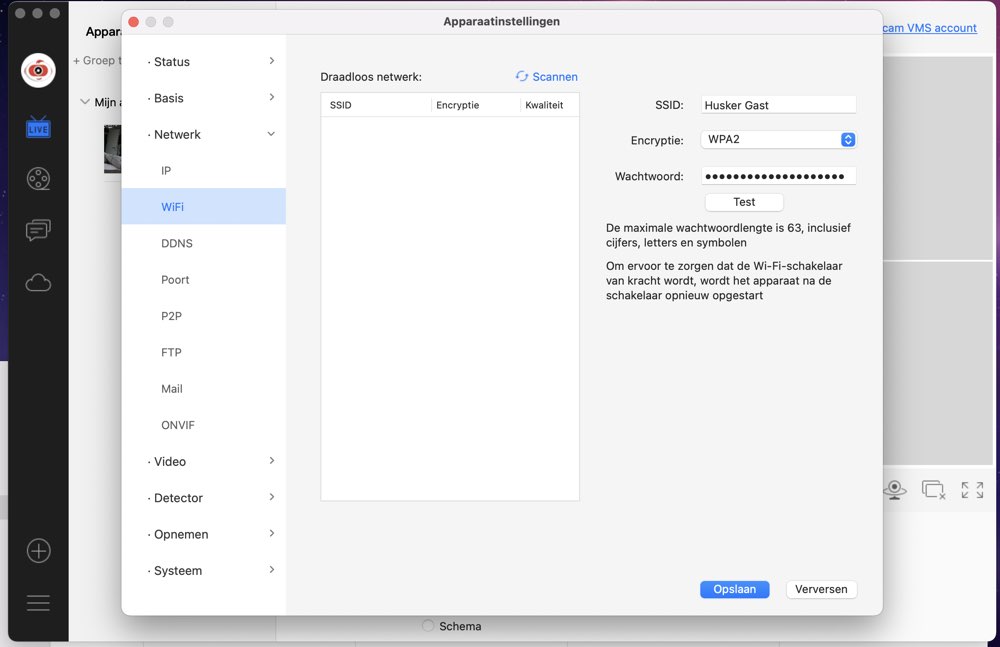 Apparaatinstellingen
cam VMS account
Appara
+ Groep t
Mijn a
LIVE
· Status
· Basis
· Netwerk
IP
WiFi
DDNS
Poort
P2P
FTP
Mail
ONVIF
· Video
· Detector
· Opnemen
· Systeem
Draadloos netwerk:
Scannen
SSID
Encryptie
Kwaliteit
SSID:
Husker Gast
Encryptie:
WPA2
Wachtwoord:
●●●●●●●●●●●●●●●●●●●●
Test
De maximale wachtwoordlengte is 63, inclusief
cijfers, letters en symbolen
Om ervoor te zorgen dat de Wi-Fi-schakelaar
van kracht wordt, wordt het apparaat na de
schakelaar opnieuw opgestart
Opslaan
Verversen
Schema